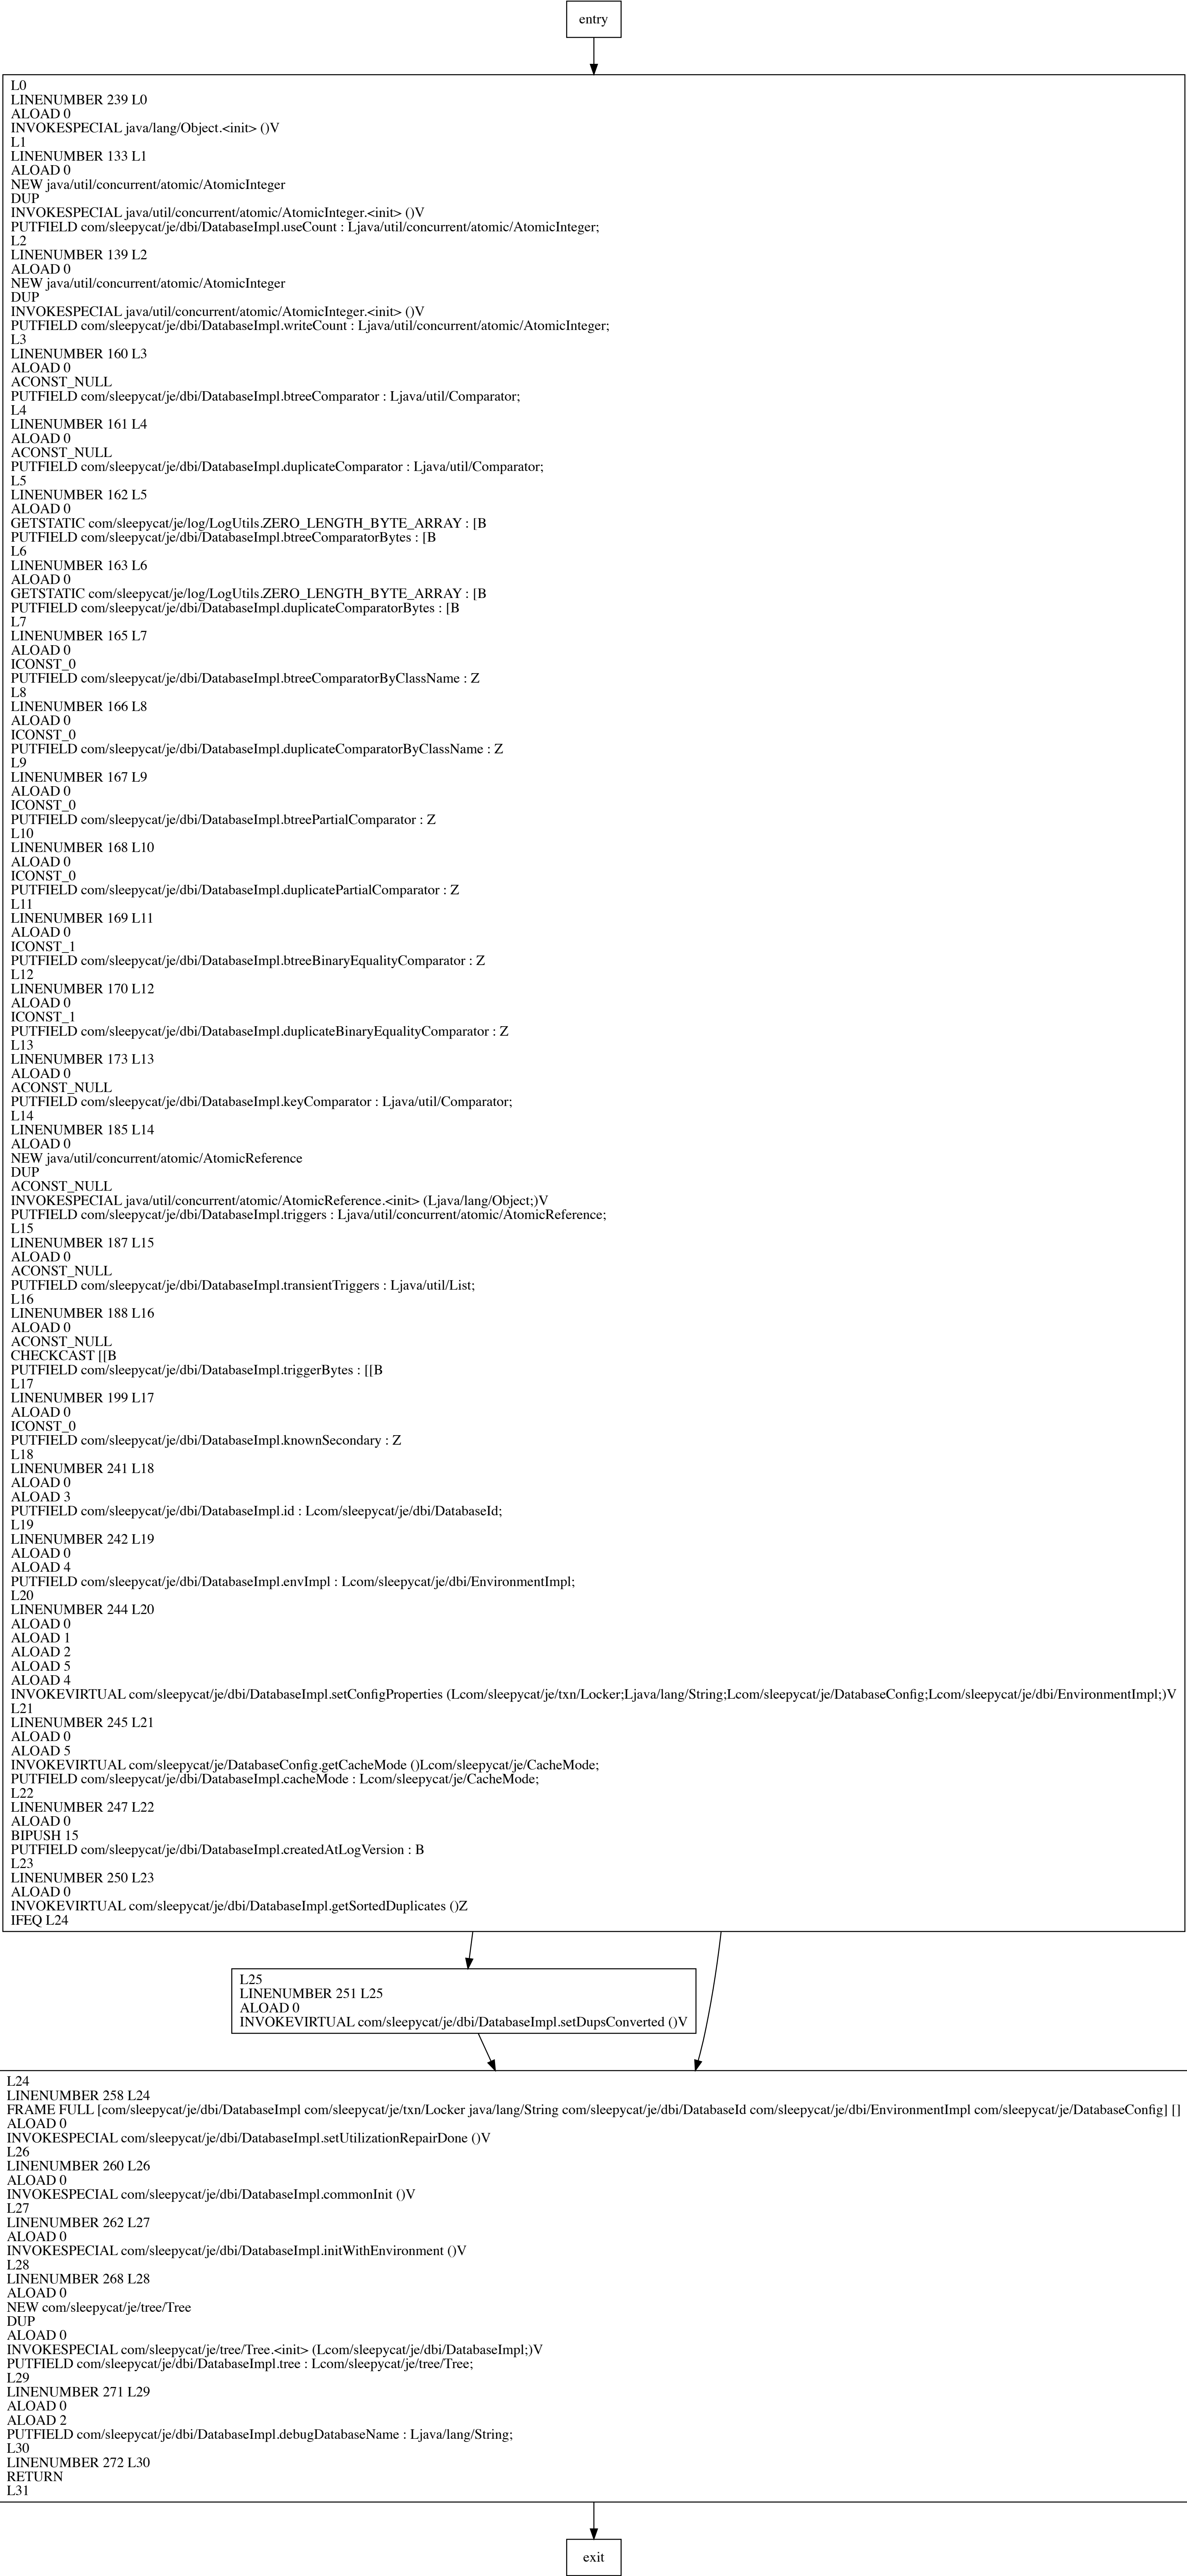 entry
L0
LINENUMBER 239 L0
ALOAD 0
INVOKESPECIAL java/lang/Object.<init> ()V
L1
LINENUMBER 133 L1
ALOAD 0
NEW java/util/concurrent/atomic/AtomicInteger
DUP
INVOKESPECIAL java/util/concurrent/atomic/AtomicInteger.<init> ()V
PUTFIELD com/sleepycat/je/dbi/DatabaseImpl.useCount : Ljava/util/concurrent/atomic/AtomicInteger;
L2
LINENUMBER 139 L2
ALOAD 0
NEW java/util/concurrent/atomic/AtomicInteger
DUP
INVOKESPECIAL java/util/concurrent/atomic/AtomicInteger.<init> ()V
PUTFIELD com/sleepycat/je/dbi/DatabaseImpl.writeCount : Ljava/util/concurrent/atomic/AtomicInteger;
L3
LINENUMBER 160 L3
ALOAD 0
ACONST_NULL
PUTFIELD com/sleepycat/je/dbi/DatabaseImpl.btreeComparator : Ljava/util/Comparator;
L4
LINENUMBER 161 L4
ALOAD 0
ACONST_NULL
PUTFIELD com/sleepycat/je/dbi/DatabaseImpl.duplicateComparator : Ljava/util/Comparator;
L5
LINENUMBER 162 L5
ALOAD 0
GETSTATIC com/sleepycat/je/log/LogUtils.ZERO_LENGTH_BYTE_ARRAY : [B
PUTFIELD com/sleepycat/je/dbi/DatabaseImpl.btreeComparatorBytes : [B
L6
LINENUMBER 163 L6
ALOAD 0
GETSTATIC com/sleepycat/je/log/LogUtils.ZERO_LENGTH_BYTE_ARRAY : [B
PUTFIELD com/sleepycat/je/dbi/DatabaseImpl.duplicateComparatorBytes : [B
L7
LINENUMBER 165 L7
ALOAD 0
ICONST_0
PUTFIELD com/sleepycat/je/dbi/DatabaseImpl.btreeComparatorByClassName : Z
L8
LINENUMBER 166 L8
ALOAD 0
ICONST_0
PUTFIELD com/sleepycat/je/dbi/DatabaseImpl.duplicateComparatorByClassName : Z
L9
LINENUMBER 167 L9
ALOAD 0
ICONST_0
PUTFIELD com/sleepycat/je/dbi/DatabaseImpl.btreePartialComparator : Z
L10
LINENUMBER 168 L10
ALOAD 0
ICONST_0
PUTFIELD com/sleepycat/je/dbi/DatabaseImpl.duplicatePartialComparator : Z
L11
LINENUMBER 169 L11
ALOAD 0
ICONST_1
PUTFIELD com/sleepycat/je/dbi/DatabaseImpl.btreeBinaryEqualityComparator : Z
L12
LINENUMBER 170 L12
ALOAD 0
ICONST_1
PUTFIELD com/sleepycat/je/dbi/DatabaseImpl.duplicateBinaryEqualityComparator : Z
L13
LINENUMBER 173 L13
ALOAD 0
ACONST_NULL
PUTFIELD com/sleepycat/je/dbi/DatabaseImpl.keyComparator : Ljava/util/Comparator;
L14
LINENUMBER 185 L14
ALOAD 0
NEW java/util/concurrent/atomic/AtomicReference
DUP
ACONST_NULL
INVOKESPECIAL java/util/concurrent/atomic/AtomicReference.<init> (Ljava/lang/Object;)V
PUTFIELD com/sleepycat/je/dbi/DatabaseImpl.triggers : Ljava/util/concurrent/atomic/AtomicReference;
L15
LINENUMBER 187 L15
ALOAD 0
ACONST_NULL
PUTFIELD com/sleepycat/je/dbi/DatabaseImpl.transientTriggers : Ljava/util/List;
L16
LINENUMBER 188 L16
ALOAD 0
ACONST_NULL
CHECKCAST [[B
PUTFIELD com/sleepycat/je/dbi/DatabaseImpl.triggerBytes : [[B
L17
LINENUMBER 199 L17
ALOAD 0
ICONST_0
PUTFIELD com/sleepycat/je/dbi/DatabaseImpl.knownSecondary : Z
L18
LINENUMBER 241 L18
ALOAD 0
ALOAD 3
PUTFIELD com/sleepycat/je/dbi/DatabaseImpl.id : Lcom/sleepycat/je/dbi/DatabaseId;
L19
LINENUMBER 242 L19
ALOAD 0
ALOAD 4
PUTFIELD com/sleepycat/je/dbi/DatabaseImpl.envImpl : Lcom/sleepycat/je/dbi/EnvironmentImpl;
L20
LINENUMBER 244 L20
ALOAD 0
ALOAD 1
ALOAD 2
ALOAD 5
ALOAD 4
INVOKEVIRTUAL com/sleepycat/je/dbi/DatabaseImpl.setConfigProperties (Lcom/sleepycat/je/txn/Locker;Ljava/lang/String;Lcom/sleepycat/je/DatabaseConfig;Lcom/sleepycat/je/dbi/EnvironmentImpl;)V
L21
LINENUMBER 245 L21
ALOAD 0
ALOAD 5
INVOKEVIRTUAL com/sleepycat/je/DatabaseConfig.getCacheMode ()Lcom/sleepycat/je/CacheMode;
PUTFIELD com/sleepycat/je/dbi/DatabaseImpl.cacheMode : Lcom/sleepycat/je/CacheMode;
L22
LINENUMBER 247 L22
ALOAD 0
BIPUSH 15
PUTFIELD com/sleepycat/je/dbi/DatabaseImpl.createdAtLogVersion : B
L23
LINENUMBER 250 L23
ALOAD 0
INVOKEVIRTUAL com/sleepycat/je/dbi/DatabaseImpl.getSortedDuplicates ()Z
IFEQ L24
L25
LINENUMBER 251 L25
ALOAD 0
INVOKEVIRTUAL com/sleepycat/je/dbi/DatabaseImpl.setDupsConverted ()V
L24
LINENUMBER 258 L24
FRAME FULL [com/sleepycat/je/dbi/DatabaseImpl com/sleepycat/je/txn/Locker java/lang/String com/sleepycat/je/dbi/DatabaseId com/sleepycat/je/dbi/EnvironmentImpl com/sleepycat/je/DatabaseConfig] []
ALOAD 0
INVOKESPECIAL com/sleepycat/je/dbi/DatabaseImpl.setUtilizationRepairDone ()V
L26
LINENUMBER 260 L26
ALOAD 0
INVOKESPECIAL com/sleepycat/je/dbi/DatabaseImpl.commonInit ()V
L27
LINENUMBER 262 L27
ALOAD 0
INVOKESPECIAL com/sleepycat/je/dbi/DatabaseImpl.initWithEnvironment ()V
L28
LINENUMBER 268 L28
ALOAD 0
NEW com/sleepycat/je/tree/Tree
DUP
ALOAD 0
INVOKESPECIAL com/sleepycat/je/tree/Tree.<init> (Lcom/sleepycat/je/dbi/DatabaseImpl;)V
PUTFIELD com/sleepycat/je/dbi/DatabaseImpl.tree : Lcom/sleepycat/je/tree/Tree;
L29
LINENUMBER 271 L29
ALOAD 0
ALOAD 2
PUTFIELD com/sleepycat/je/dbi/DatabaseImpl.debugDatabaseName : Ljava/lang/String;
L30
LINENUMBER 272 L30
RETURN
L31
exit